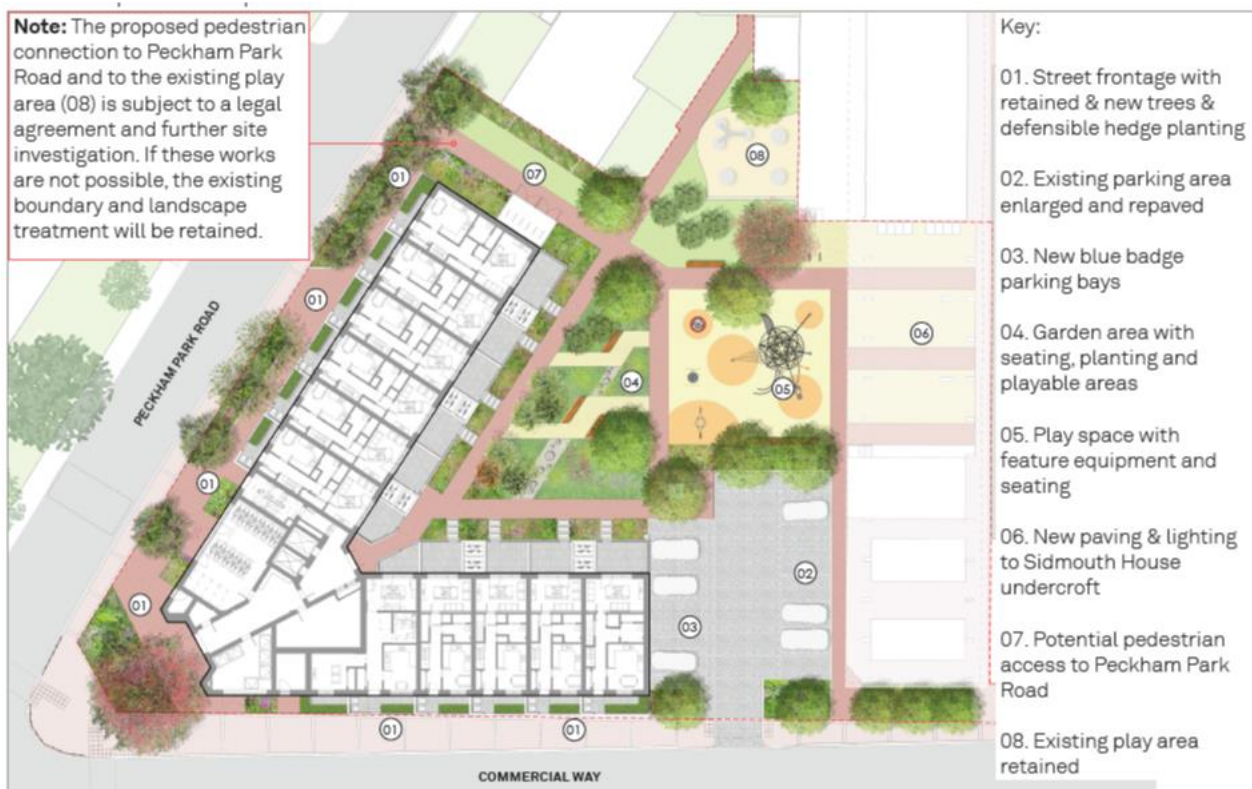 Note: The proposed pedestrian
connection to Peckham Park
Road and to the existing play
area (08) is subject to a legal
agreement and further site
investigation. If these works
are not possible, the existing
boundary and landscape
treatment will be retained.
01
07
08
01
PECKHAM PARK ROAD
06
04
05
01
02
01
03
01
01
COMMERCIAL WAY
Key:
01. Street frontage with
retained & new trees &
defensible hedge planting
02. Existing parking area
enlarged and repaved
03. New blue badge
parking bays
04. Garden area with
seating, planting and
playable areas
05. Play space with
feature equipment and
seating
06. New paving & lighting
to Sidmouth House
undercroft
07. Potential pedestrian
access to Peckham Park
Road
08. Existing play area
retained